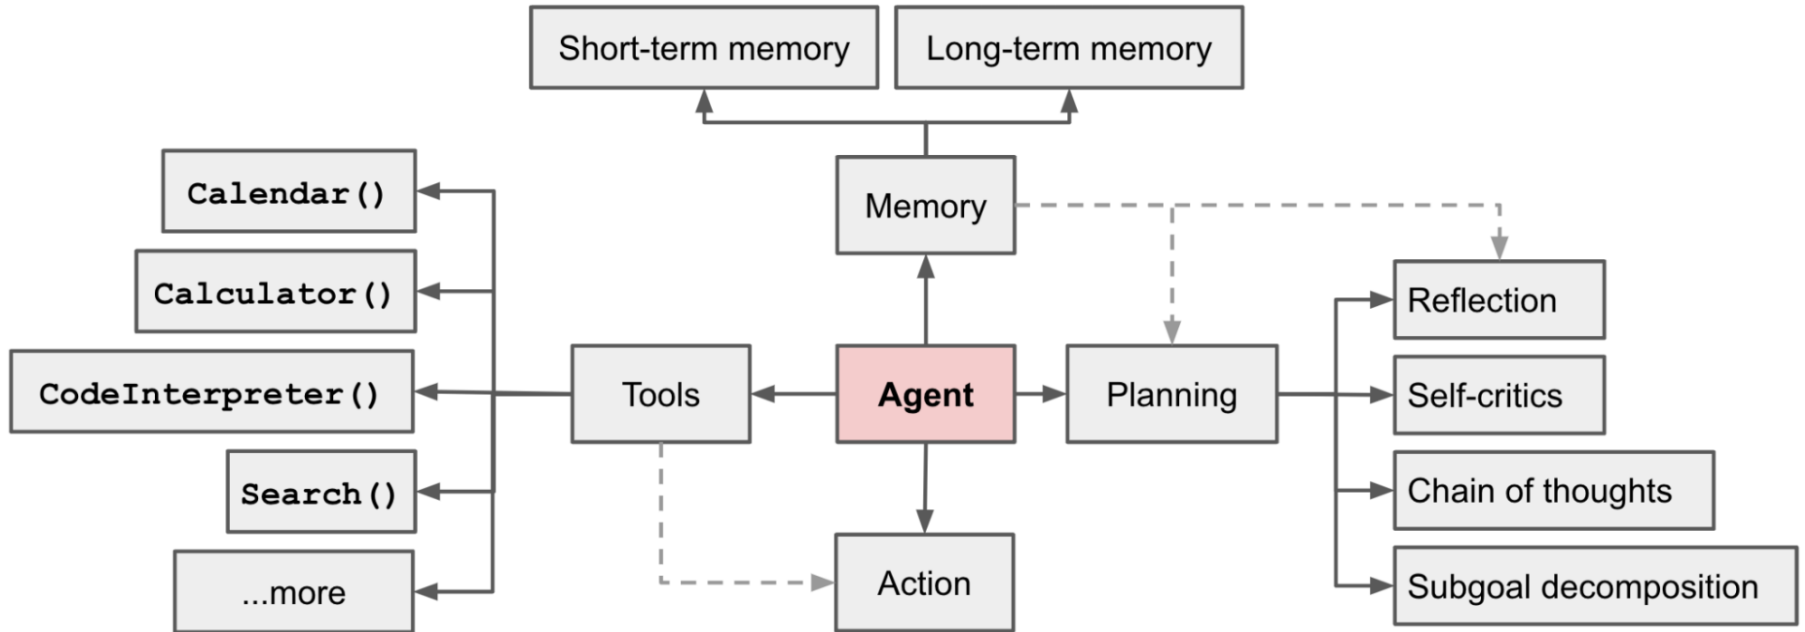 Short-term memory
Long-term memory
Calendar()
Memory
Calculator()
Reflection
CodeInterpreter()
Tools
Agent
Planning
Self-critics
Search()
Chain of thoughts
...more
Action
Subgoal decomposition